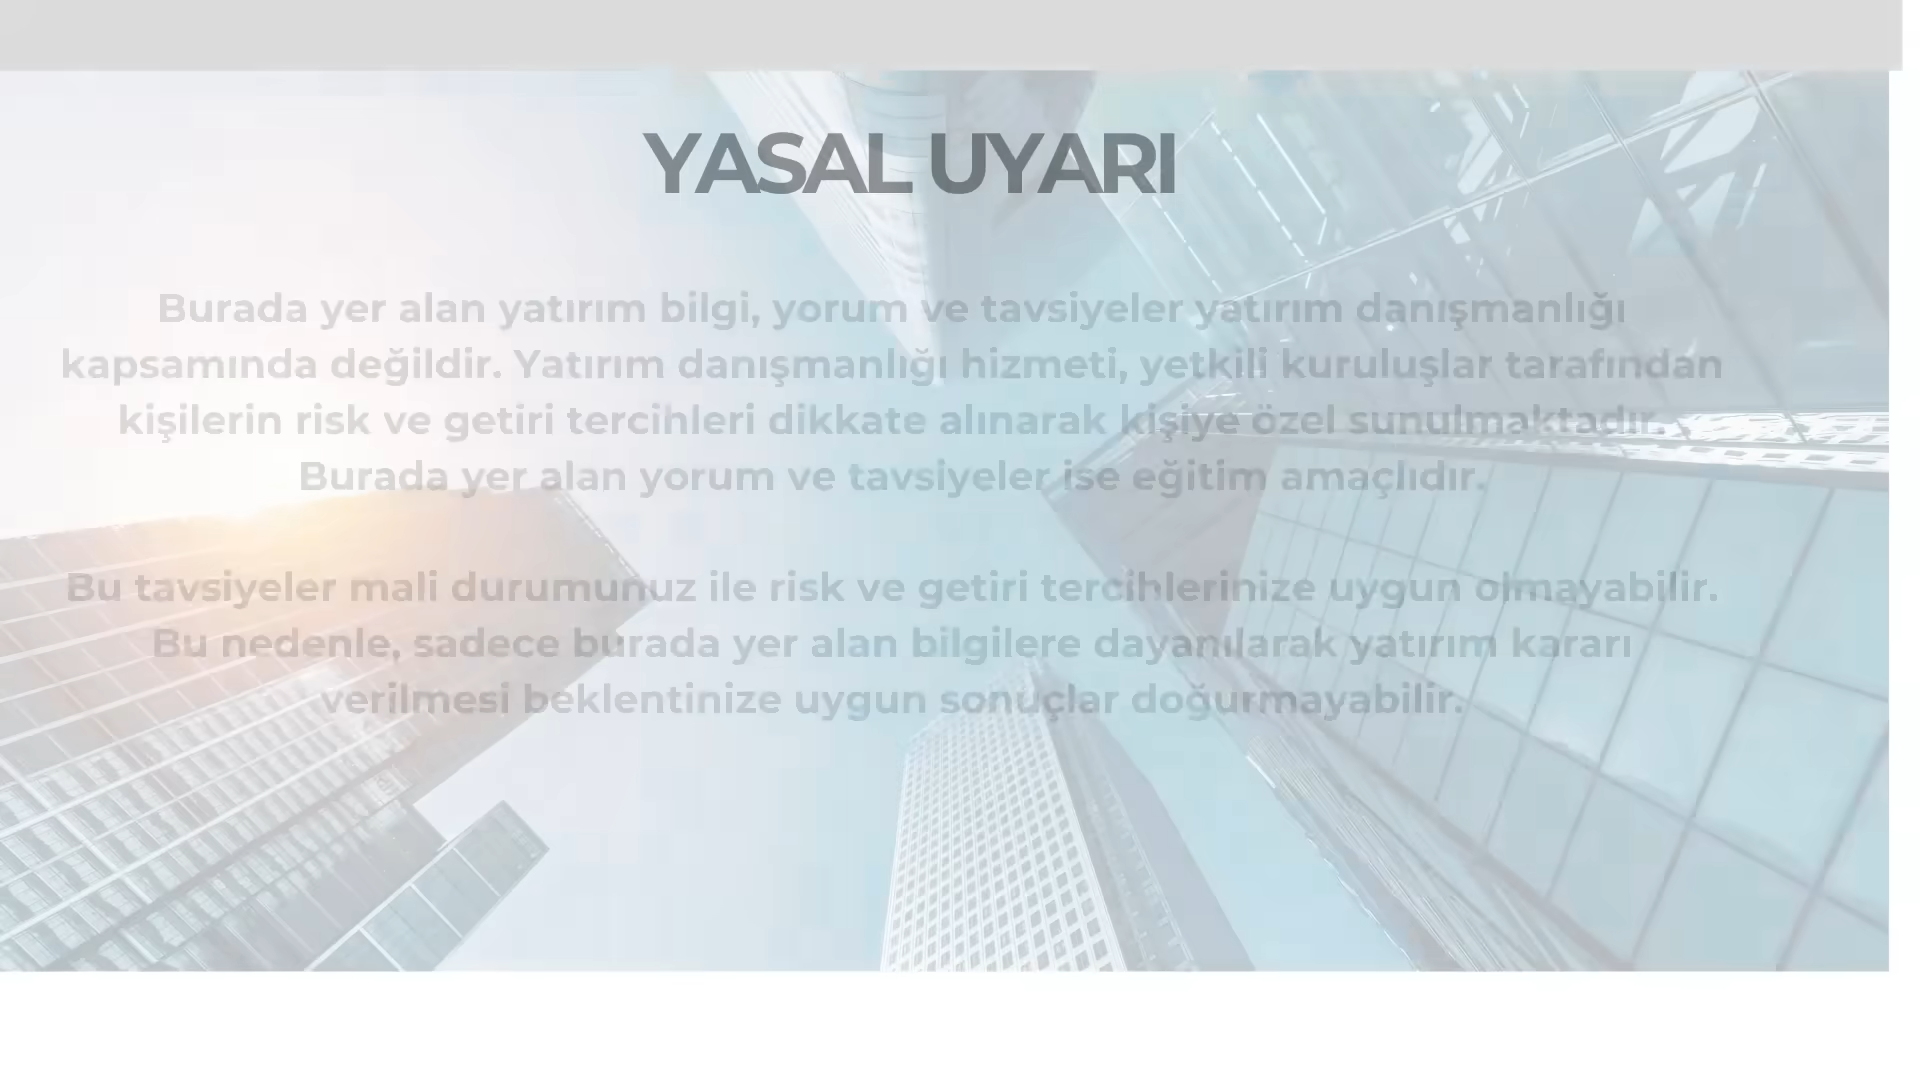 YASAL UYARI
Burada yer alan yatırım bilgi, yorum ve tavsiyeler yatırım danışmanlığı
kapsamında değildir. Yatırım danışmanlığı hizmeti, yetkili kuruluşlar tarafından
kişilerin risk ve getiri tercihleri dikkate alınarak kişiye özel sunulmaktadır.
Burada yer alan yorum ve tavsiyeler ise eğitim amaçlıdır.
Bu tavsiyeler mali durumunuz ile risk ve getiri tercihlerinize uygun olmayabilir.
Bu nedenle, sadece burada yer alan bilgilere dayanılarak yatırım kararı
verilmesi beklentinize uygun sonuçlar doğurmayabilir.